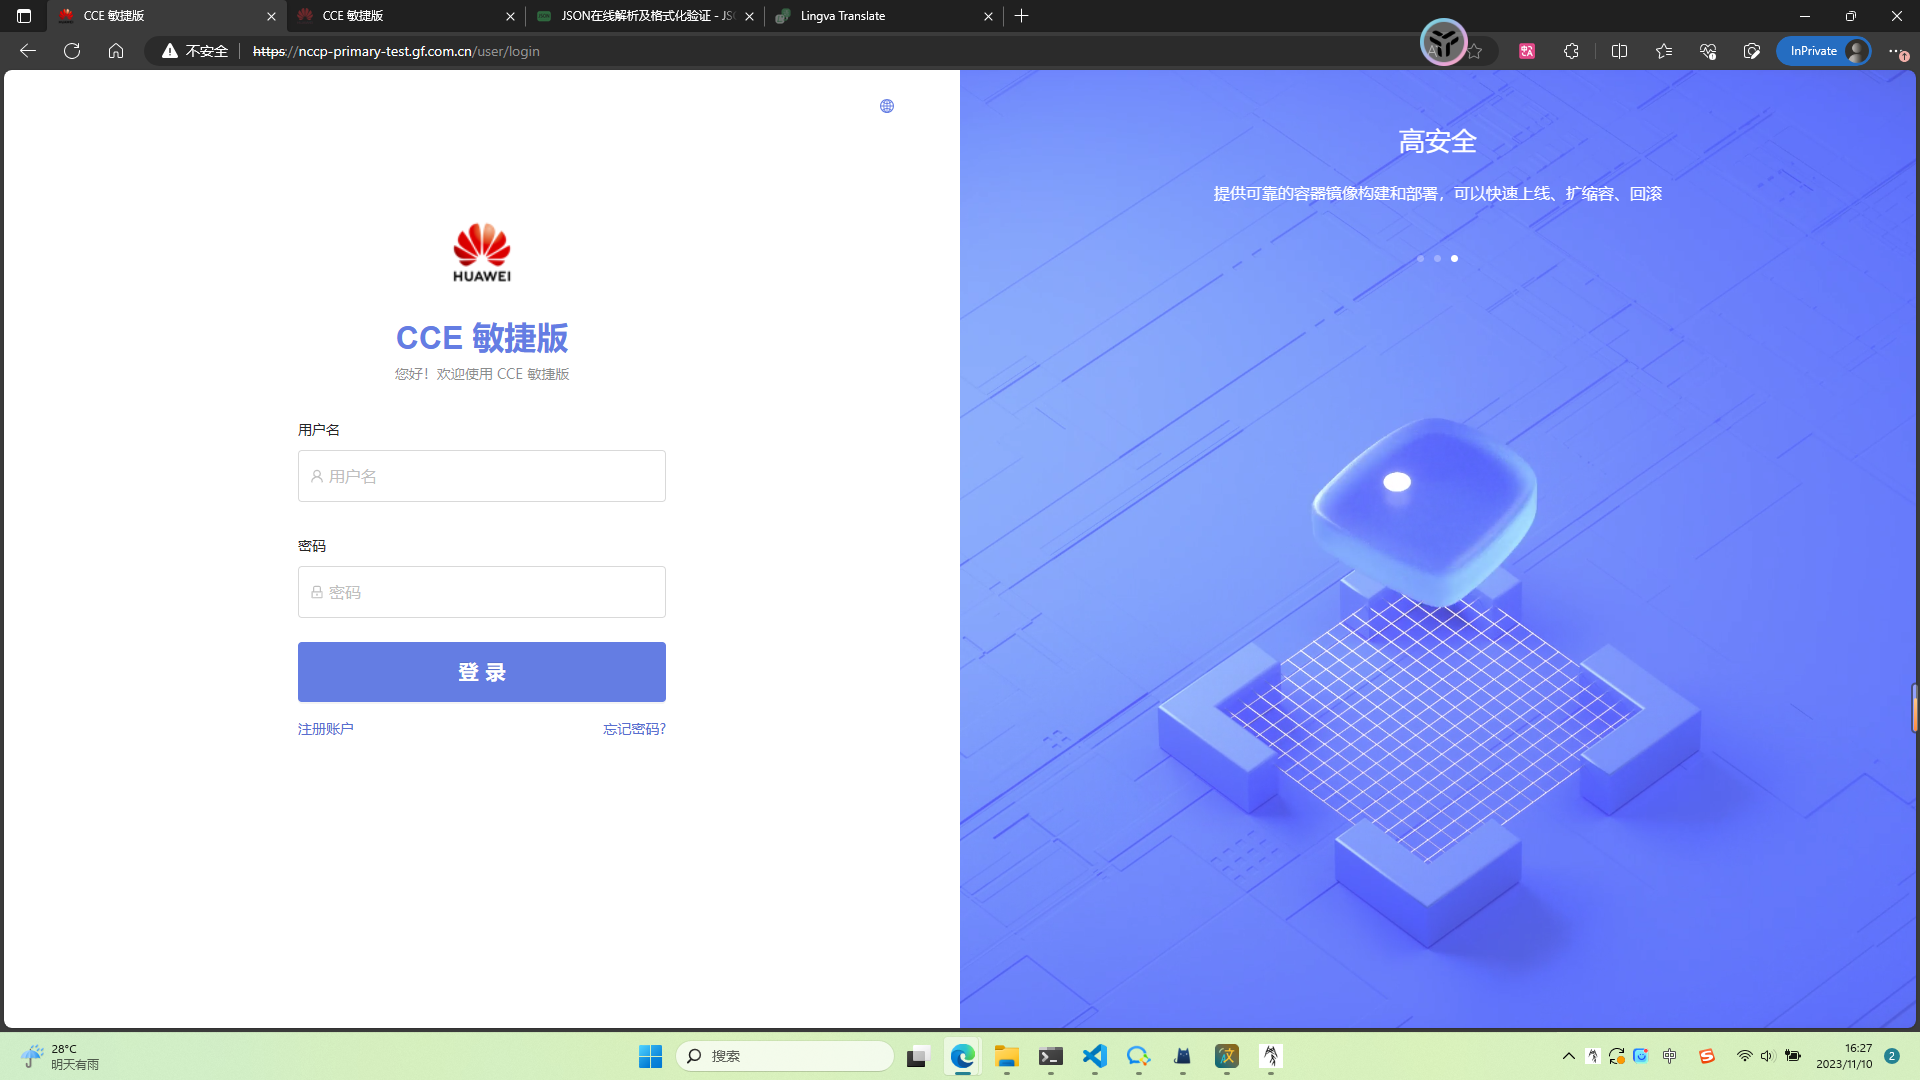 CCE 敏捷版
CCE 敏捷版
JSON在线解析及格式化验证 - JSO
Lingva Translate
不安全
https://nccp-primary-test.gf.com.cn/user/login
InPrivate
HUAWEI
CCE 敏捷版
您好！欢迎使用 CCE 敏捷版
用户名
用户名
密码
密码
登 录
注册账户
忘记密码?
高安全
提供可靠的容器镜像构建和部署，可以快速上线、扩缩容、回滚
28°C
明天有雨
搜索
中
16:27
2023/11/10
2